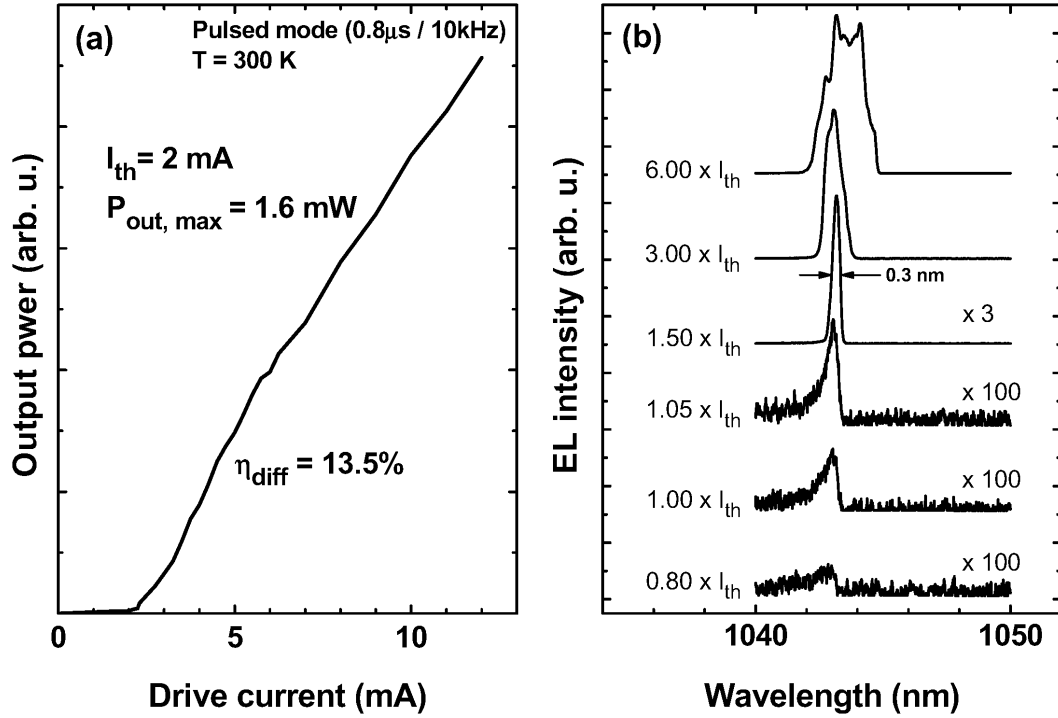 (a)
Pulsed mode (0.8μs / 10kHz)
T = 300 K
I_th = 2 mA
P_out, max = 1.6 mW
η_diff = 13.5%
Output pwer (arb. u.)
0 5 10
Drive current (mA)
(b)
6.00 x I_th
3.00 x I_th
0.3 nm
x 3
1.50 x I_th
x 100
1.05 x I_th
x 100
1.00 x I_th
x 100
0.80 x I_th
EL intensity (arb. u.)
1040 1050
Wavelength (nm)